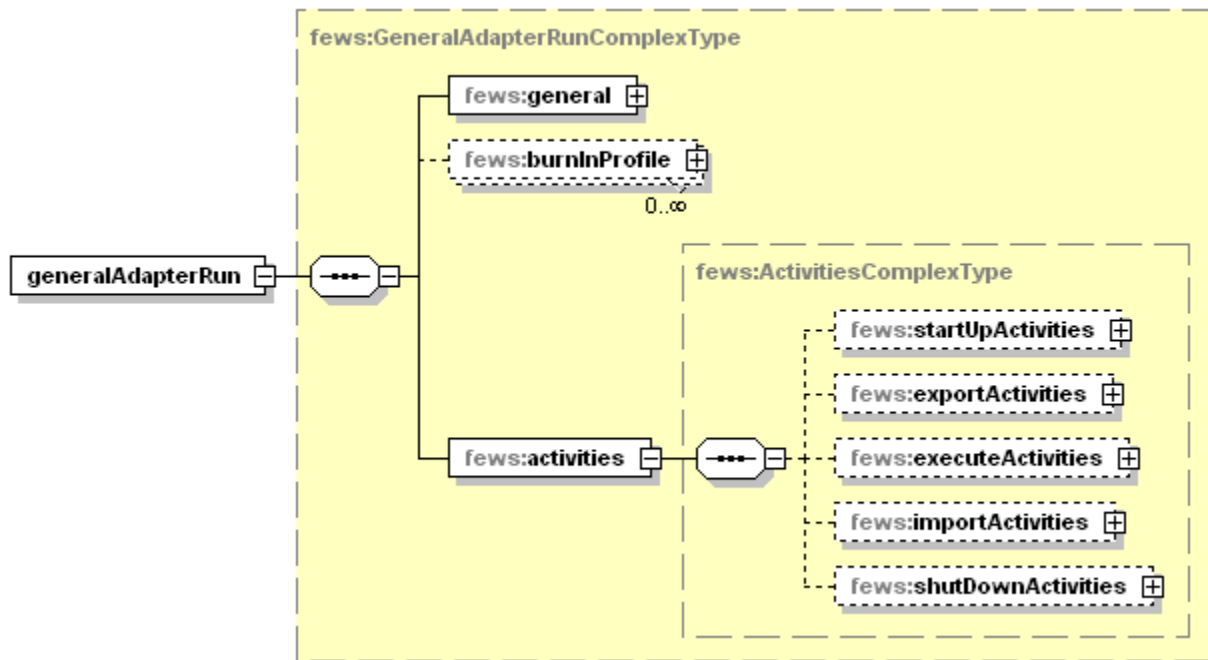 fews:GeneralAdapterRunComplexType
fews:general
fews:burnInProfile
0..∞
generalAdapterRun
fews:ActivitiesComplexType
fews:startUpActivities
fews:exportActivities
fews:activities
fews:executeActivities
fews:importActivities
fews:shutDownActivities